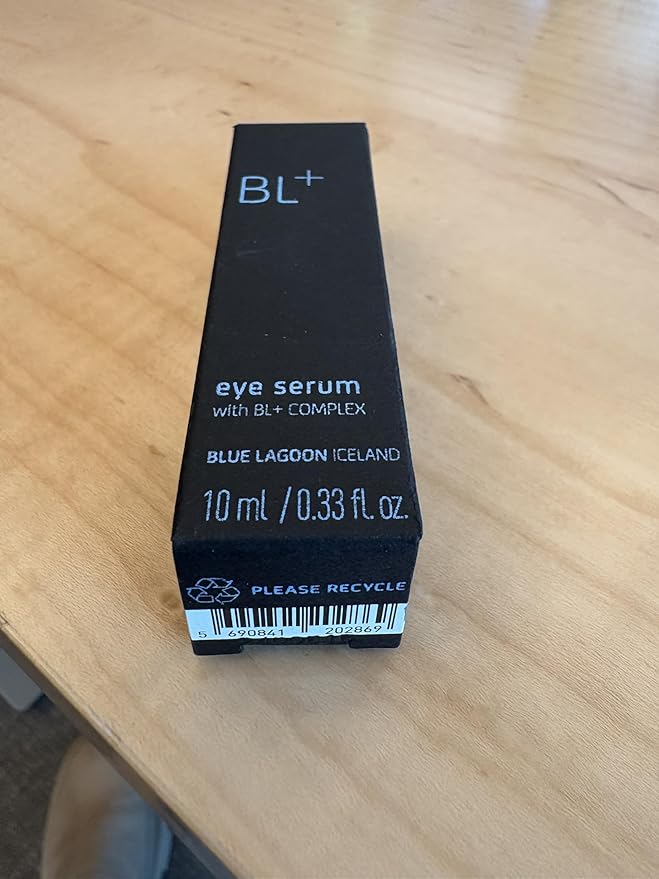 BL+
eye serum
with BL+ COMPLEX
BLUE LAGOON ICELAND
10 ml / 0.33 fl. oz.
PLEASE RECYCLE
5 690841 202869